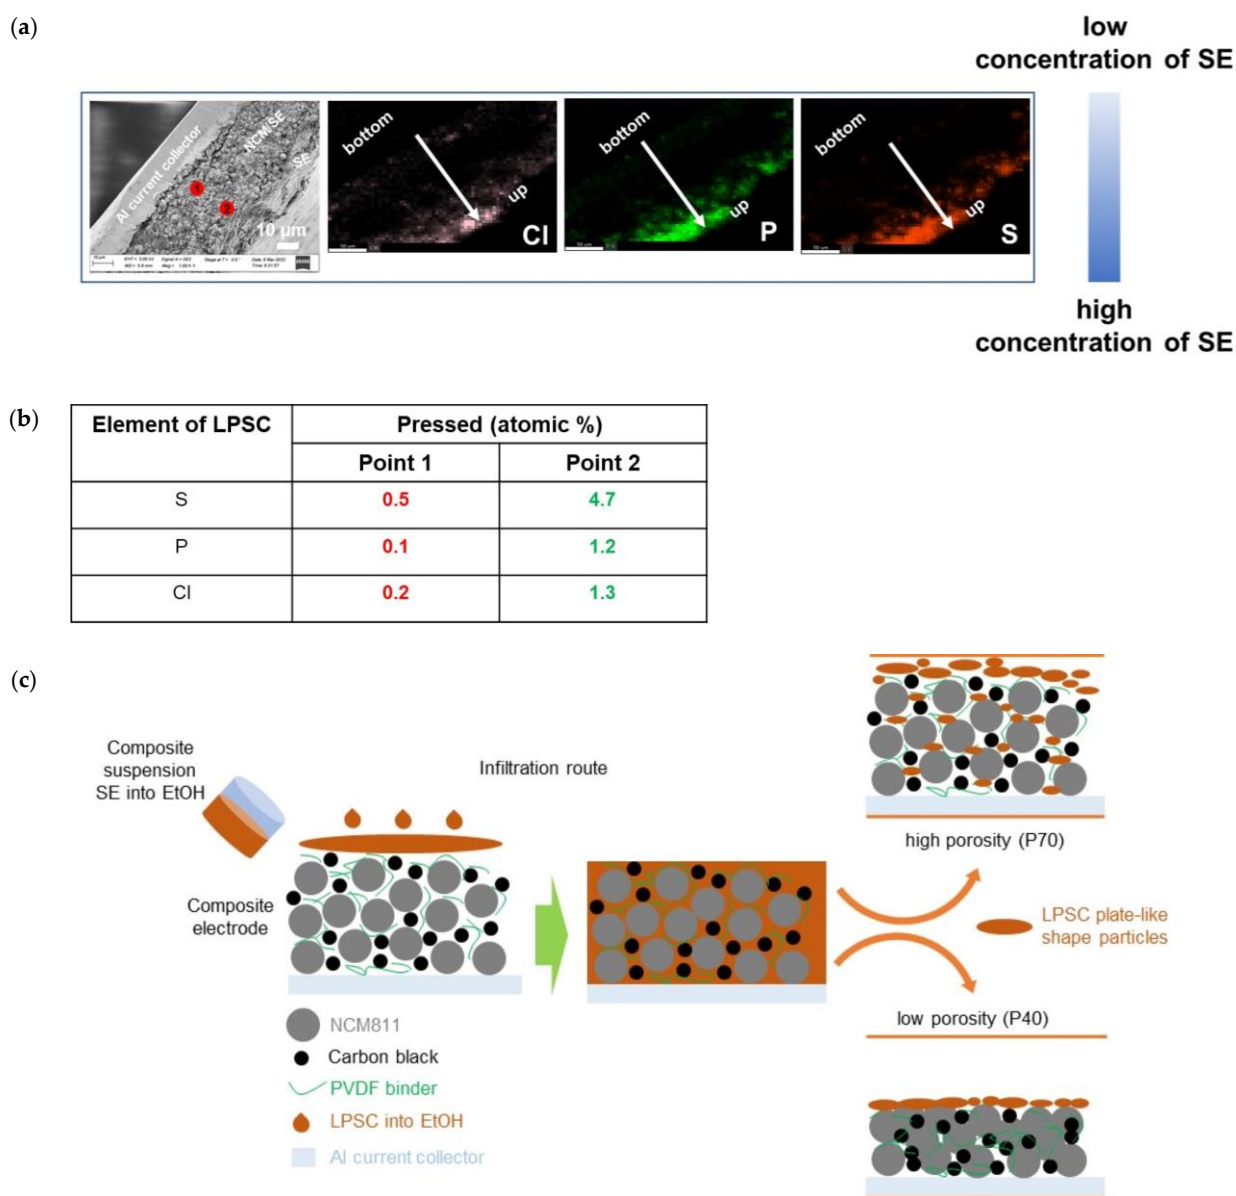 (a)
low
concentration of SE
Al current collector
NCM/SE
SE
1
2
10 μm
bottom
up
Cl
bottom
up
P
bottom
up
S
high
concentration of SE
(b)
Element of LPSC
Pressed (atomic %)
Point 1
Point 2
S
0.5
4.7
P
0.1
1.2
Cl
0.2
1.3
(c)
Composite
suspension
SE into EtOH
Infiltration route
Composite
electrode
high porosity (P70)
LPSC plate-like
shape particles
low porosity (P40)
NCM811
Carbon black
PVDF binder
LPSC into EtOH
Al current collector